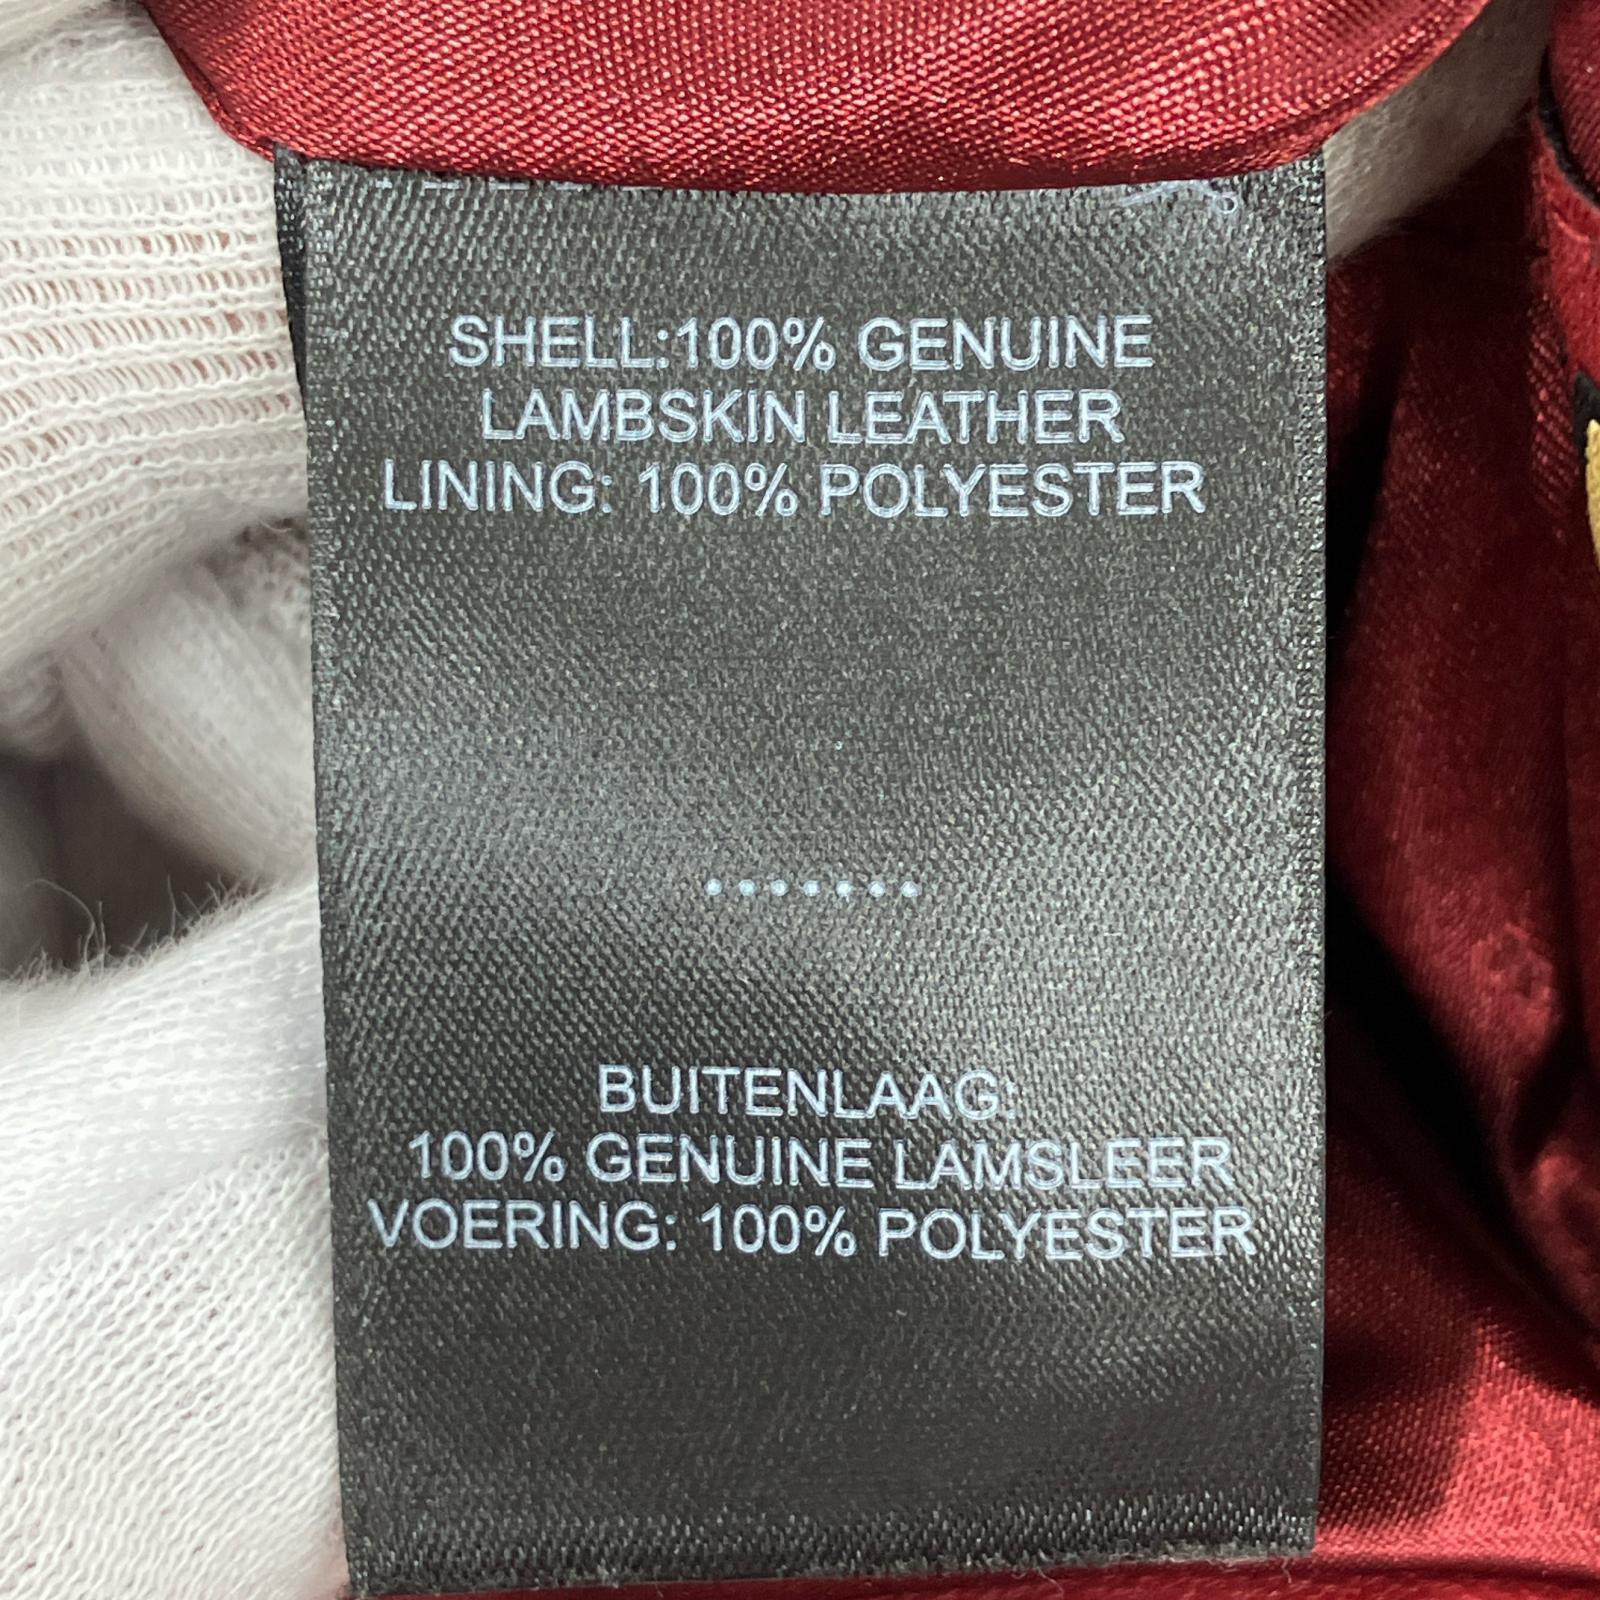 SHELL:100% GENUINE
LAMBSKIN LEATHER
LINING: 100% POLYESTER
BUITENLAAG:
100% GENUINE LAMSLEER
VOERING: 100% POLYESTER